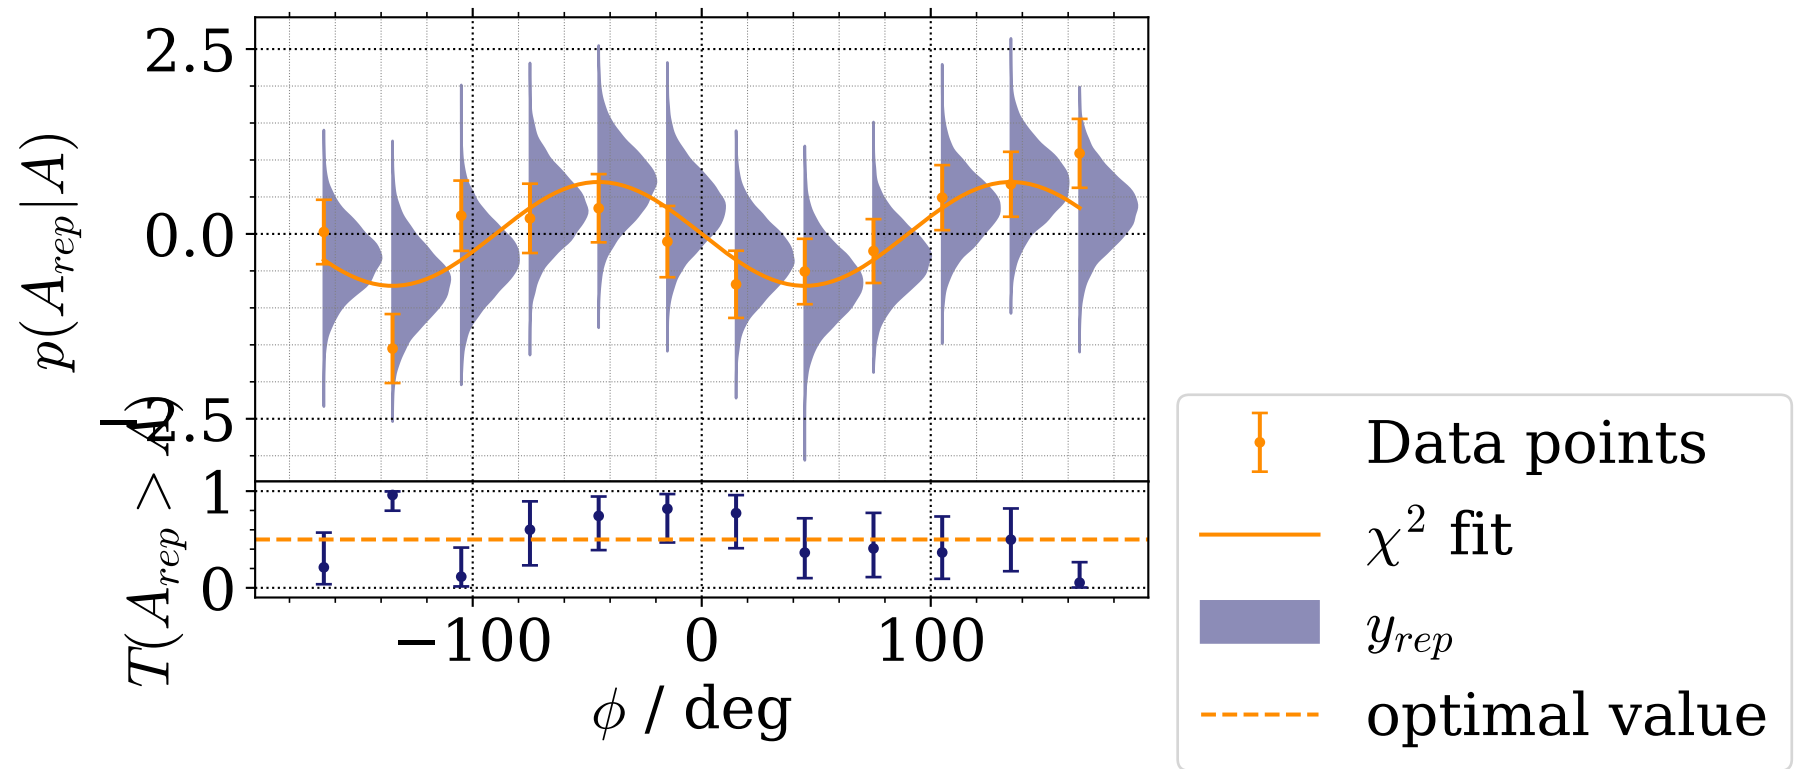 p(A_rep|A)
2.5
0.0
−2.5
T(A_rep > A)
1
0
−100
0
100
ϕ / deg
Data points
χ² fit
y_rep
optimal value